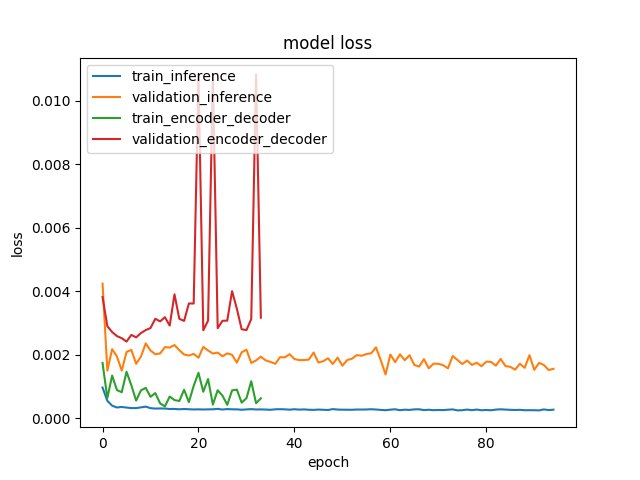 model loss
train_inference
validation_inference
train_encoder_decoder
validation_encoder_decoder
loss
0.010
0.008
0.006
0.004
0.002
0.000
0
20
40
60
80
epoch